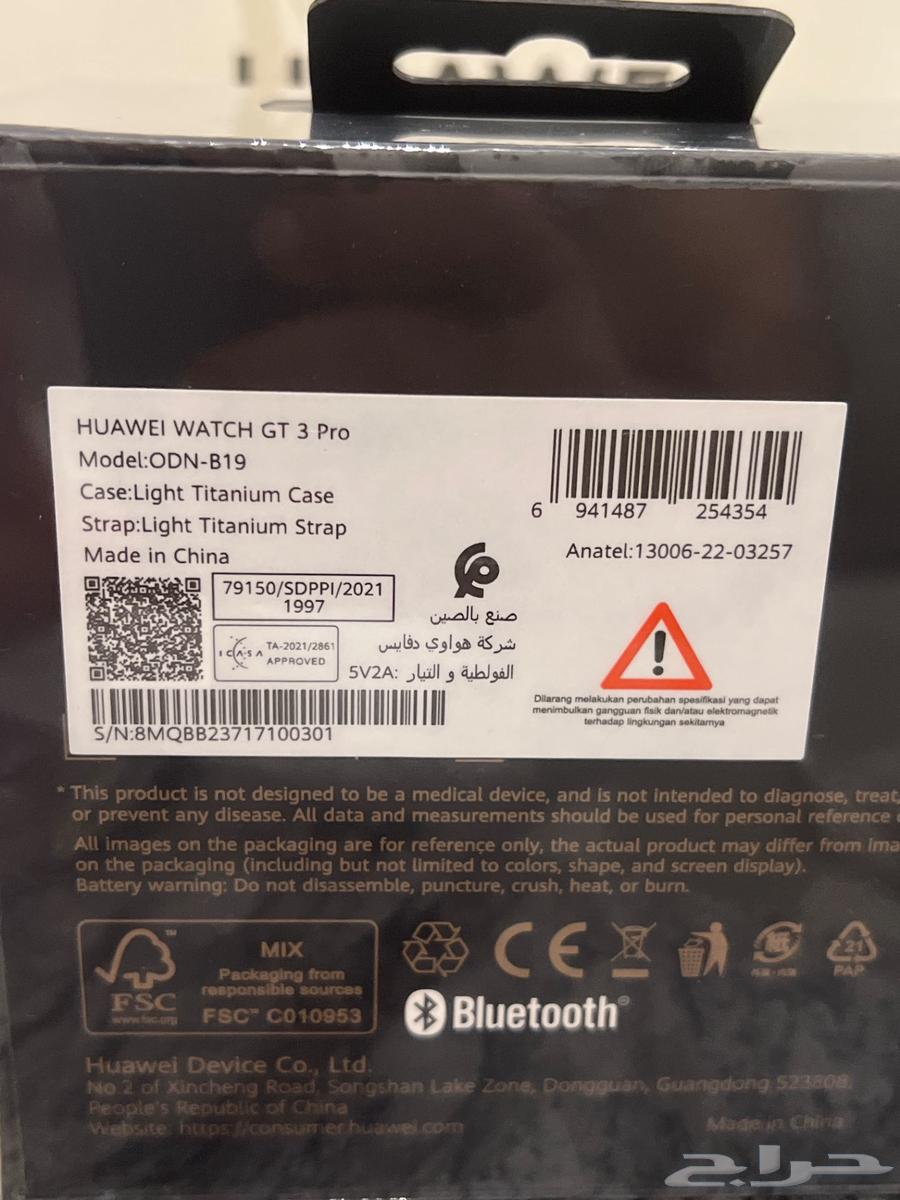 HUAWEI WATCH GT 3 Pro
Model:ODN-B19
Case:Light Titanium Case
Strap:Light Titanium Strap
Made in China
79150/SDPPI/2021
1997
ICASA TA-2021/2861
APPROVED
S/N:8MQBB23717100301
صنع بالصين
شركة هواوي دفايس
الفولطية و التيار :5V2A
6 941487 254354
Anatel:13006-22-03257
Dilarang melakukan perubahan spesifikasi yang dapat
menimbulkan gangguan fisik dan/atau elektromagnetik
terhadap lingkungan sekitarnya
* This product is not designed to be a medical device, and is not intended to diagnose, treat,
or prevent any disease. All data and measurements should be used for personal reference
All images on the packaging are for reference only, the actual product may differ from
on the packaging (including but not limited to colors, shape, and screen display).
Battery warning: Do not disassemble, puncture, crush, heat, or burn.
FSC
www.fsc.org
MIX
Packaging from
responsible sources
FSC™ C010953
CE
21
PAP
Bluetooth®
Huawei Device Co., Ltd.
No.2 of Xincheng Road, Songshan Lake Zone, Dongguan, Guangdong 523808,
People's Republic of China
Website: https://consumer.huawei.com
Made in China
حراج